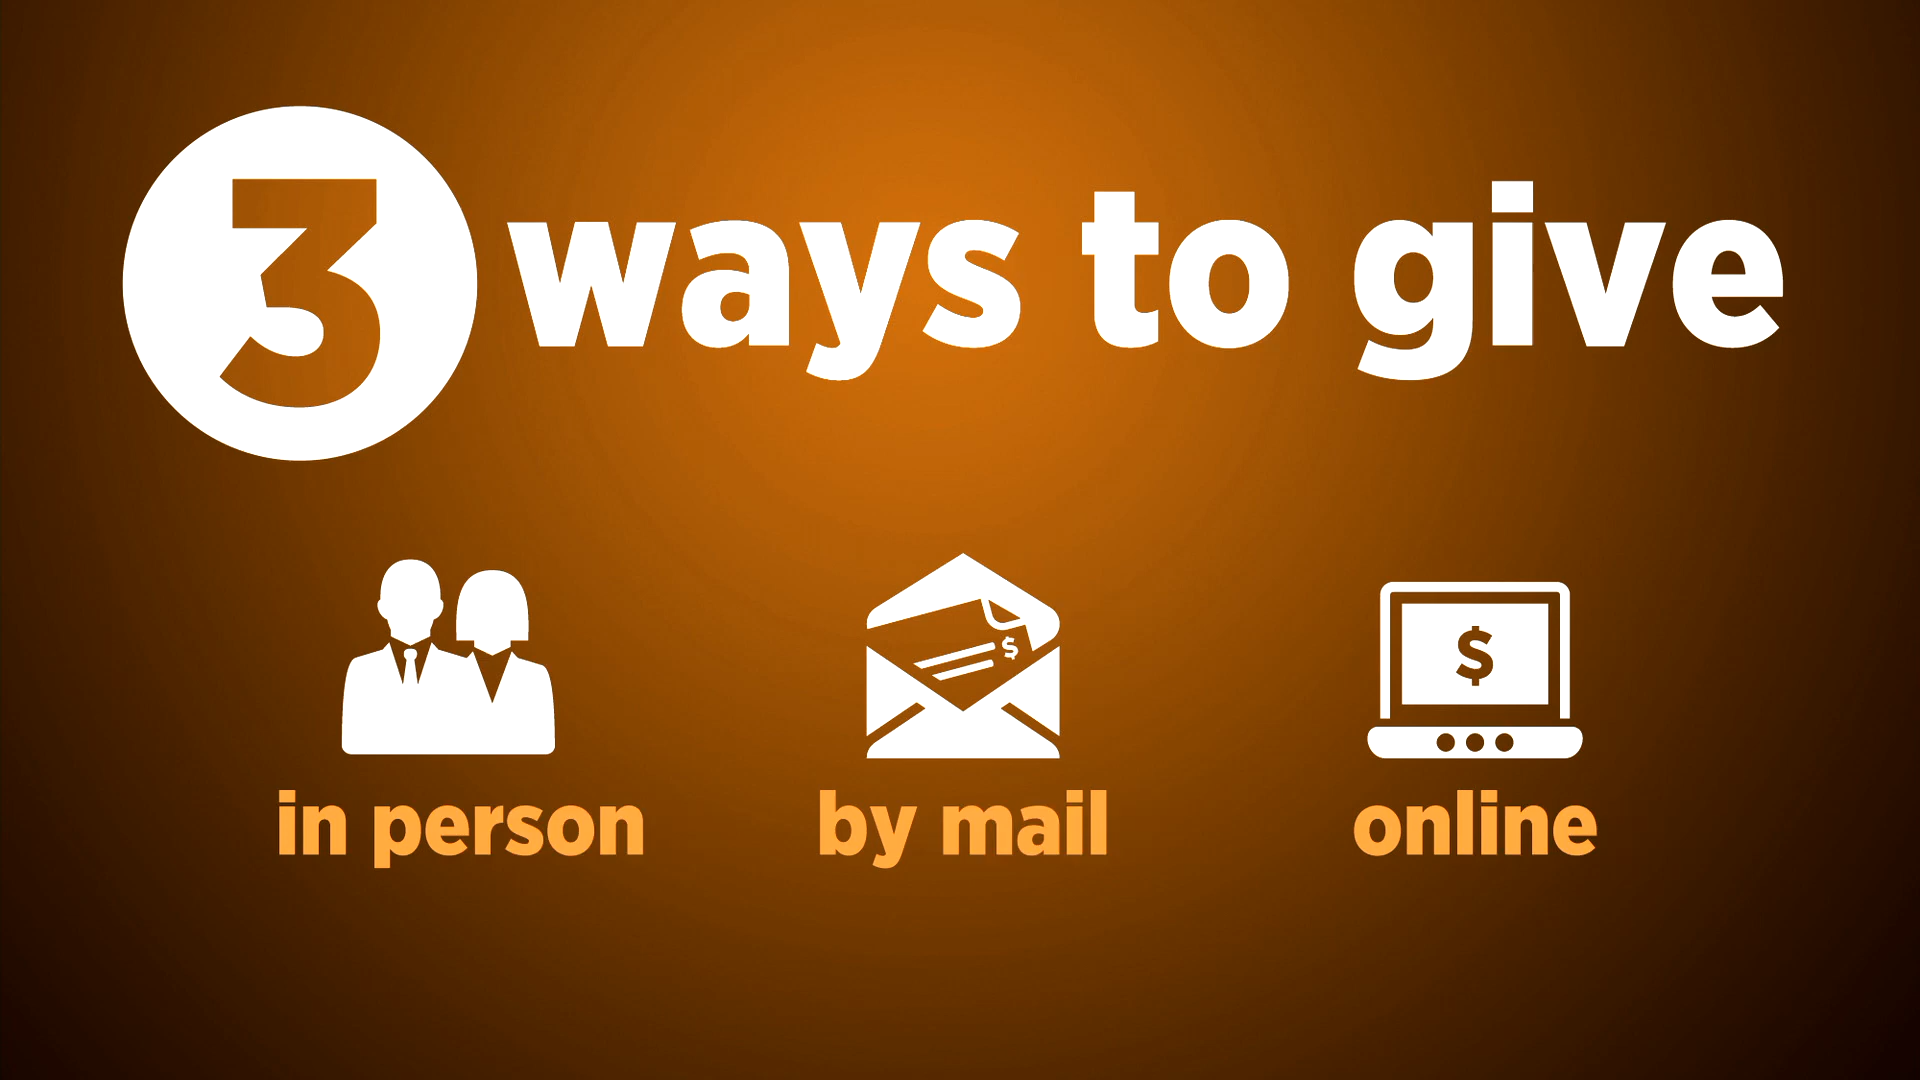 3 ways to give
$
$
in person
by mail
online